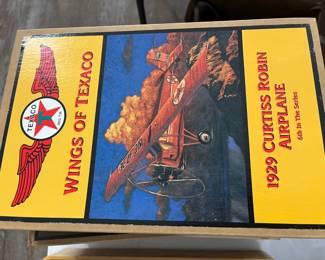 WINGS OF TEXACO
TEXACO
1929 CURTISS ROBIN
AIRPLANE
6th In The Series